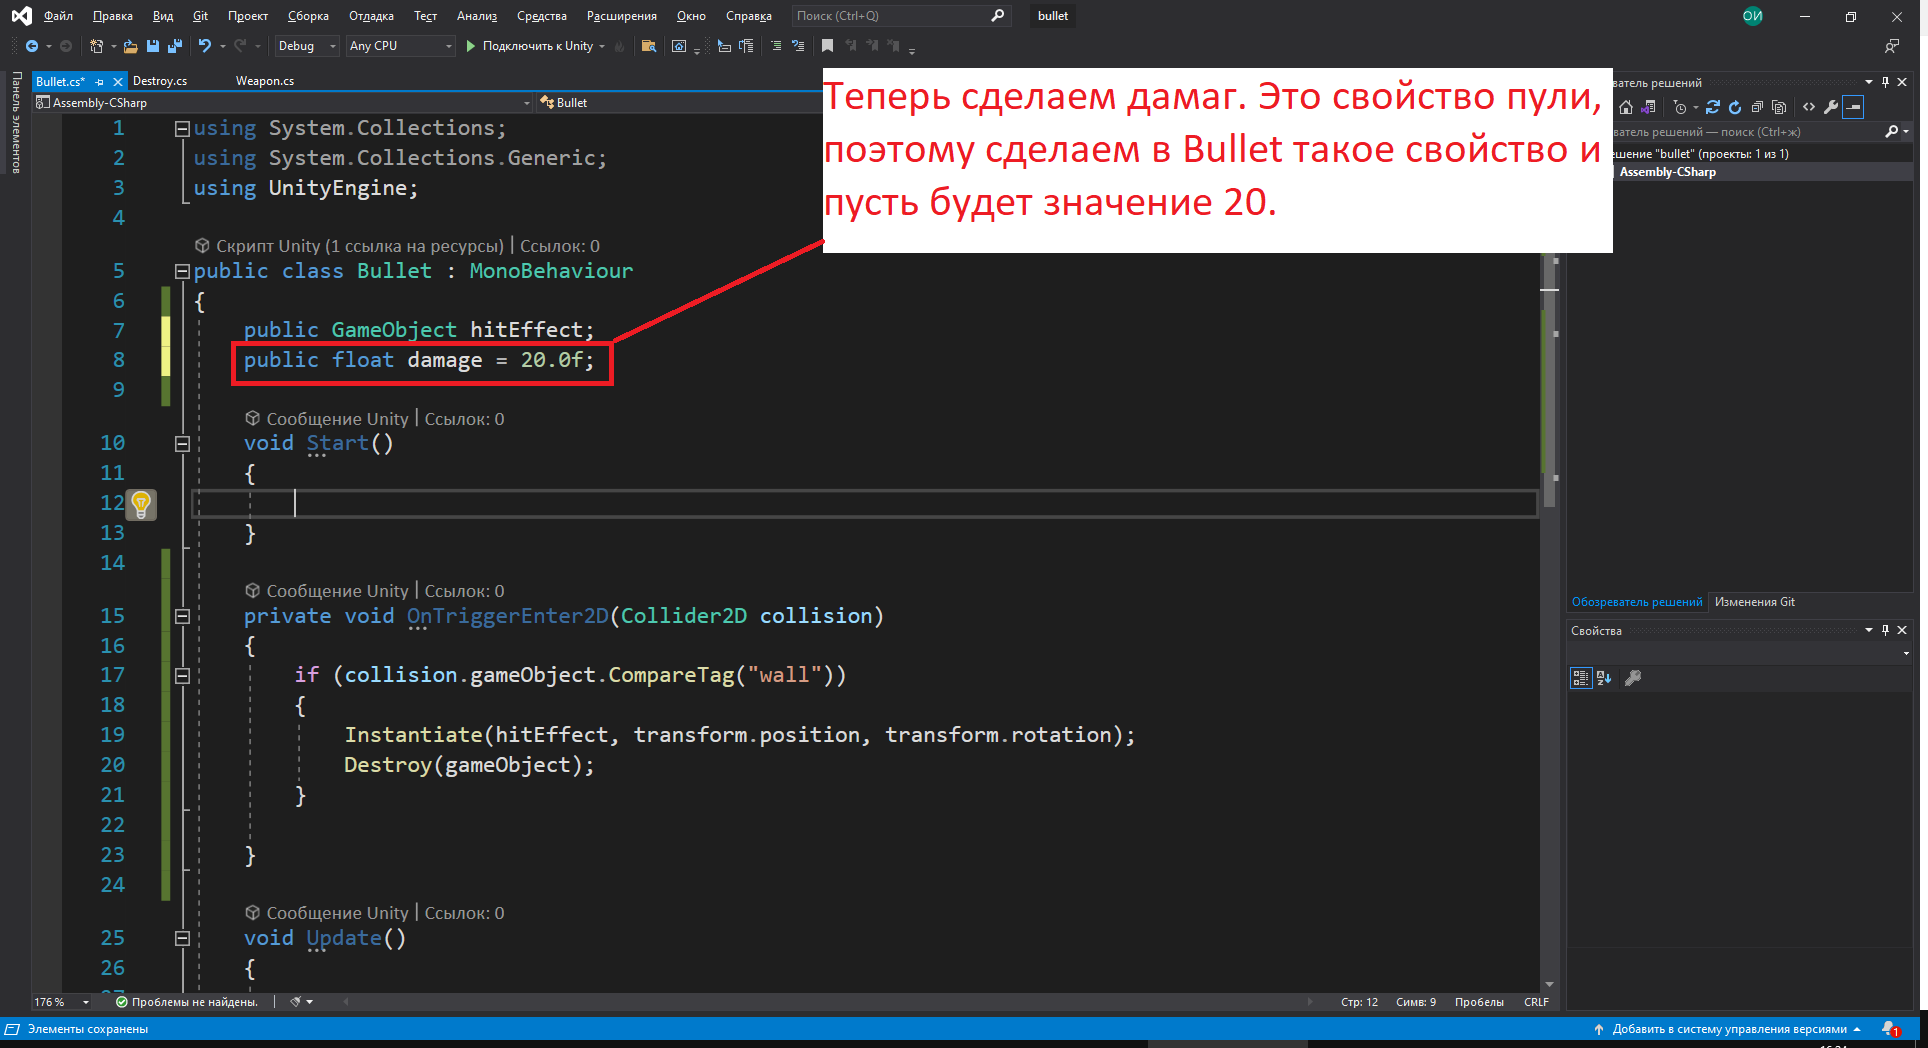 Файл Правка Вид Git Проект Сборка Отладка Тест Анализ Средства Расширения Окно Справка Поиск (Ctrl+Q) bullet ОИ
Debug Any CPU Подключить к Unity
Панель элементов
Bullet.cs* Destroy.cs Weapon.cs
Assembly-CSharp Bullet
Теперь сделаем дамаг. Это свойство пули,
поэтому сделаем в Bullet такое свойство и
пусть будет значение 20.
1 using System.Collections;
2 using System.Collections.Generic;
3 using UnityEngine;
4
Скрипт Unity (1 ссылка на ресурсы) | Ссылок: 0
5 public class Bullet : MonoBehaviour
6 {
7 public GameObject hitEffect;
8 public float damage = 20.0f;
9
Сообщение Unity | Ссылок: 0
10 void Start()
11 {
12
13 }
14
Сообщение Unity | Ссылок: 0
15 private void OnTriggerEnter2D(Collider2D collision)
16 {
17 if (collision.gameObject.CompareTag("wall"))
18 {
19 Instantiate(hitEffect, transform.position, transform.rotation);
20 Destroy(gameObject);
21 }
22
23 }
24
Сообщение Unity | Ссылок: 0
25 void Update()
26 {
176 % Проблемы не найдены. Стр: 12 Симв: 9 Пробелы CRLF
ватель решений
ватель решений — поиск (Ctrl+ж)
ешение "bullet" (проекты: 1 из 1)
Assembly-CSharp
Обозреватель решений Изменения Git
Свойства
Элементы сохранены Добавить в систему управления версиями 1